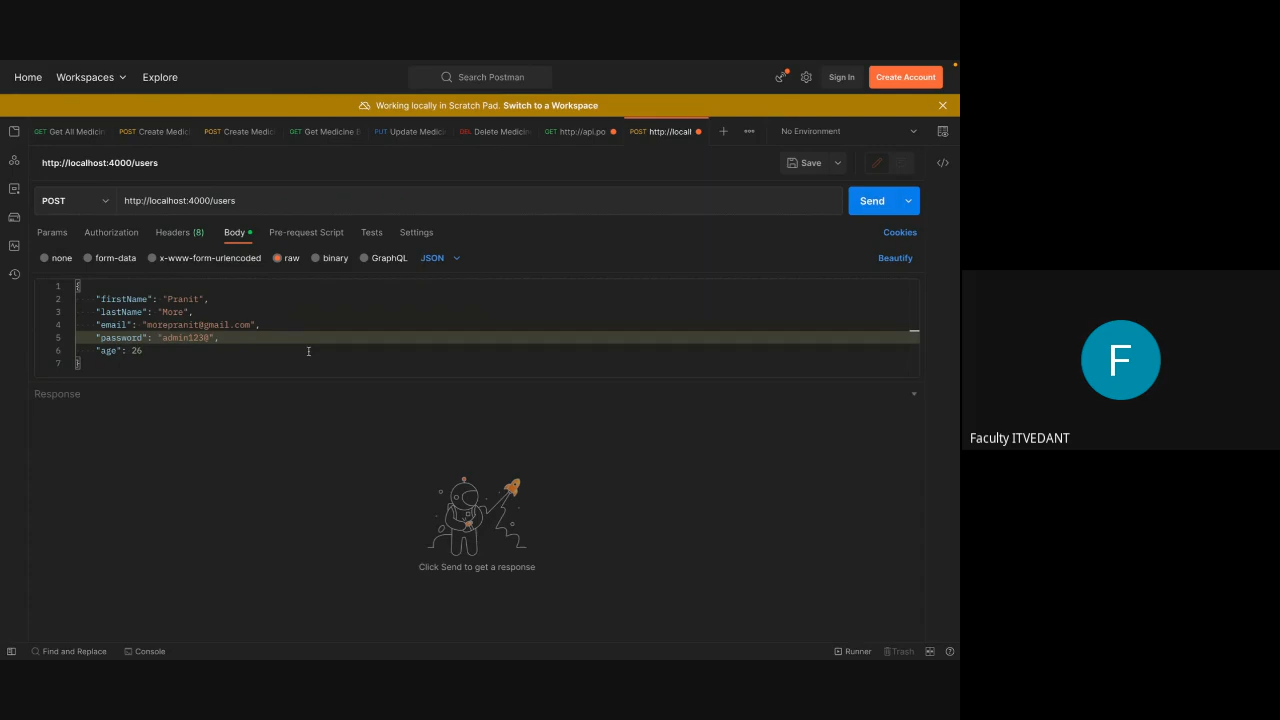 Home Workspaces Explore Search Postman Sign In Create Account
Working locally in Scratch Pad. Switch to a Workspace
GET Get All Medicin POST Create Medic POST Create Medic GET Get Medicine E PUT Update Medic DEL Delete Medicin GET http://api.po POST http://locall No Environment
http://localhost:4000/users Save </>
POST http://localhost:4000/users Send
Params Authorization Headers (8) Body Pre-request Script Tests Settings Cookies
none form-data x-www-form-urlencoded raw binary GraphQL JSON Beautify
1 {
2 "firstName": "Pranit",
3 "lastName": "More",
4 "email": "morepranit@gmail.com",
5 "password": "admin123@",
6 "age": 26
7 }
Response
Click Send to get a response
F
Faculty ITVEDANT
Find and Replace Console Runner Trash